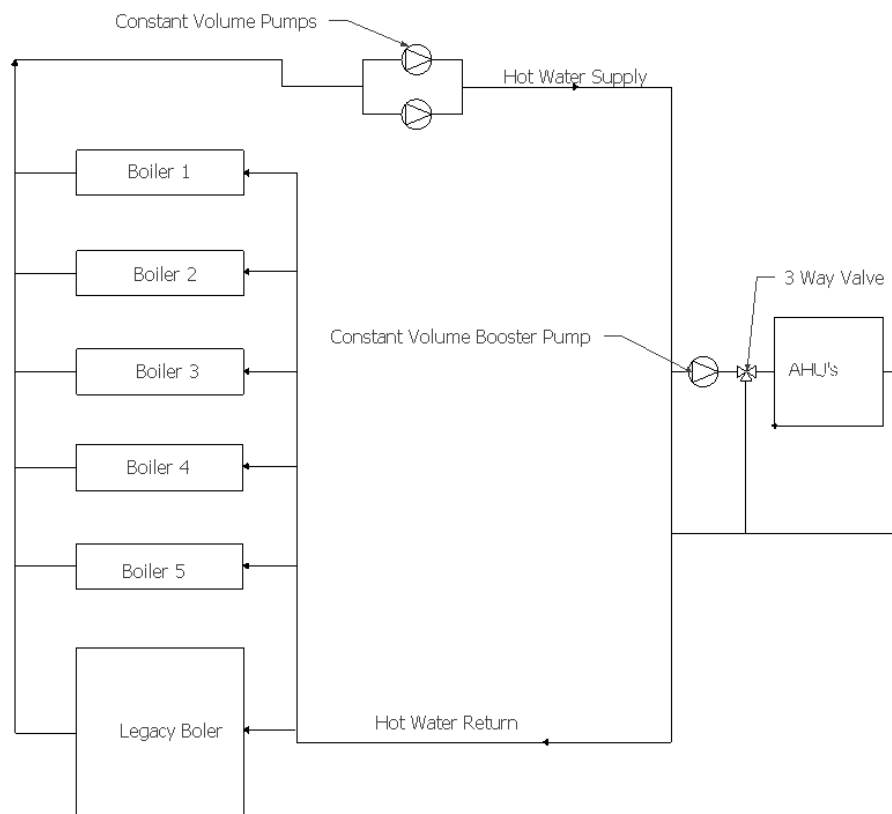 Constant Volume Pumps
Hot Water Supply
Boiler 1
Boiler 2
3 Way Valve
Constant Volume Booster Pump
Boiler 3
AHU's
Boiler 4
Boiler 5
Hot Water Return
Legacy Boler